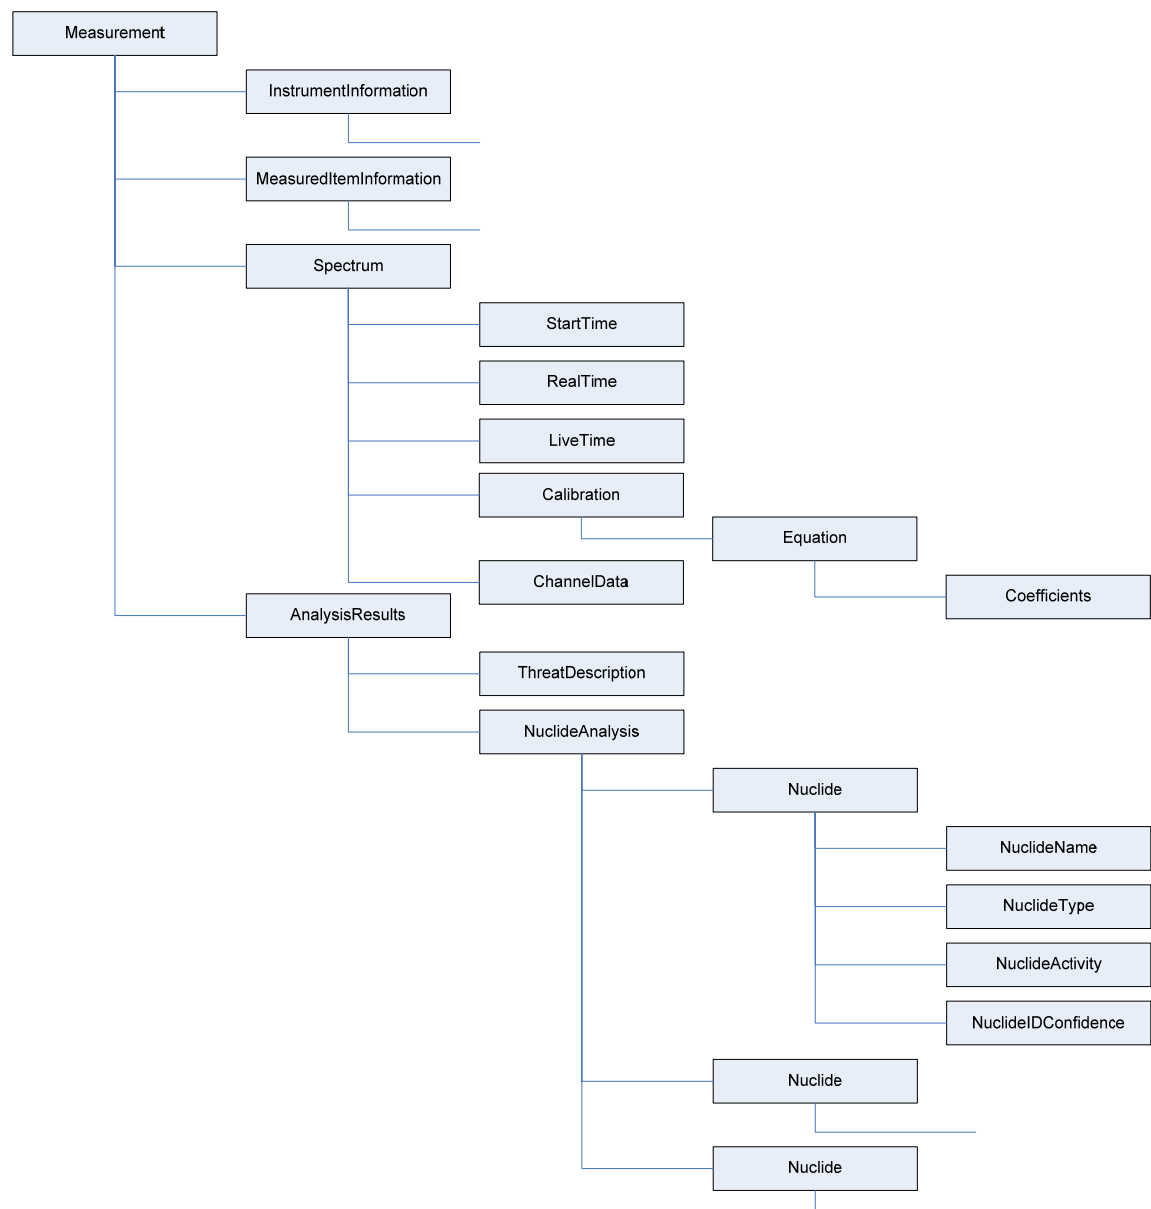 Measurement
InstrumentInformation
MeasuredItemInformation
Spectrum
StartTime
RealTime
LiveTime
Calibration
Equation
ChannelData
Coefficients
AnalysisResults
ThreatDescription
NuclideAnalysis
Nuclide
NuclideName
NuclideType
NuclideActivity
NuclideIDConfidence
Nuclide
Nuclide